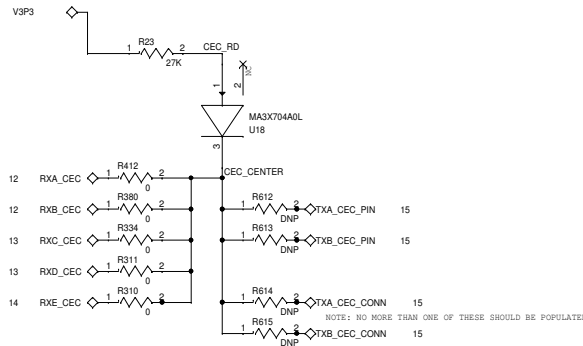 V3P3
R23
1 2
27K
CEC_RD
1
2
NC
MA3X704A0L
U18
3
CEC_CENTER
12 RXA_CEC 1 R412 2
0
12 RXB_CEC 1 R380 2
0
13 RXC_CEC 1 R334 2
0
13 RXD_CEC 1 R311 2
0
14 RXE_CEC 1 R310 2
0
1 R612 2 TXA_CEC_PIN 15
DNP
1 R613 2 TXB_CEC_PIN 15
DNP
1 R614 2 TXA_CEC_CONN 15
DNP
NOTE: NO MORE THAN ONE OF THESE SHOULD BE POPULATE
1 R615 2 TXB_CEC_CONN 15
DNP